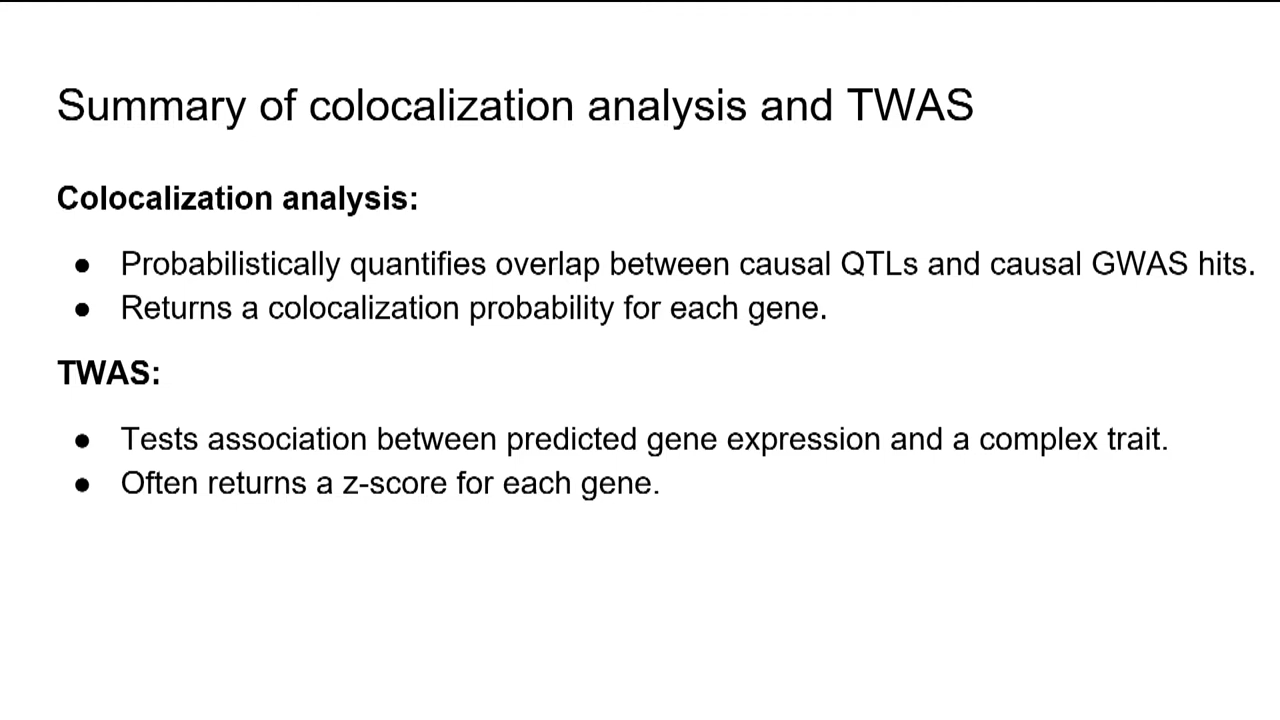 Summary of colocalization analysis and TWAS
Colocalization analysis:
● Probabilistically quantifies overlap between causal QTLs and causal GWAS hits.
● Returns a colocalization probability for each gene.
TWAS:
● Tests association between predicted gene expression and a complex trait.
● Often returns a z-score for each gene.